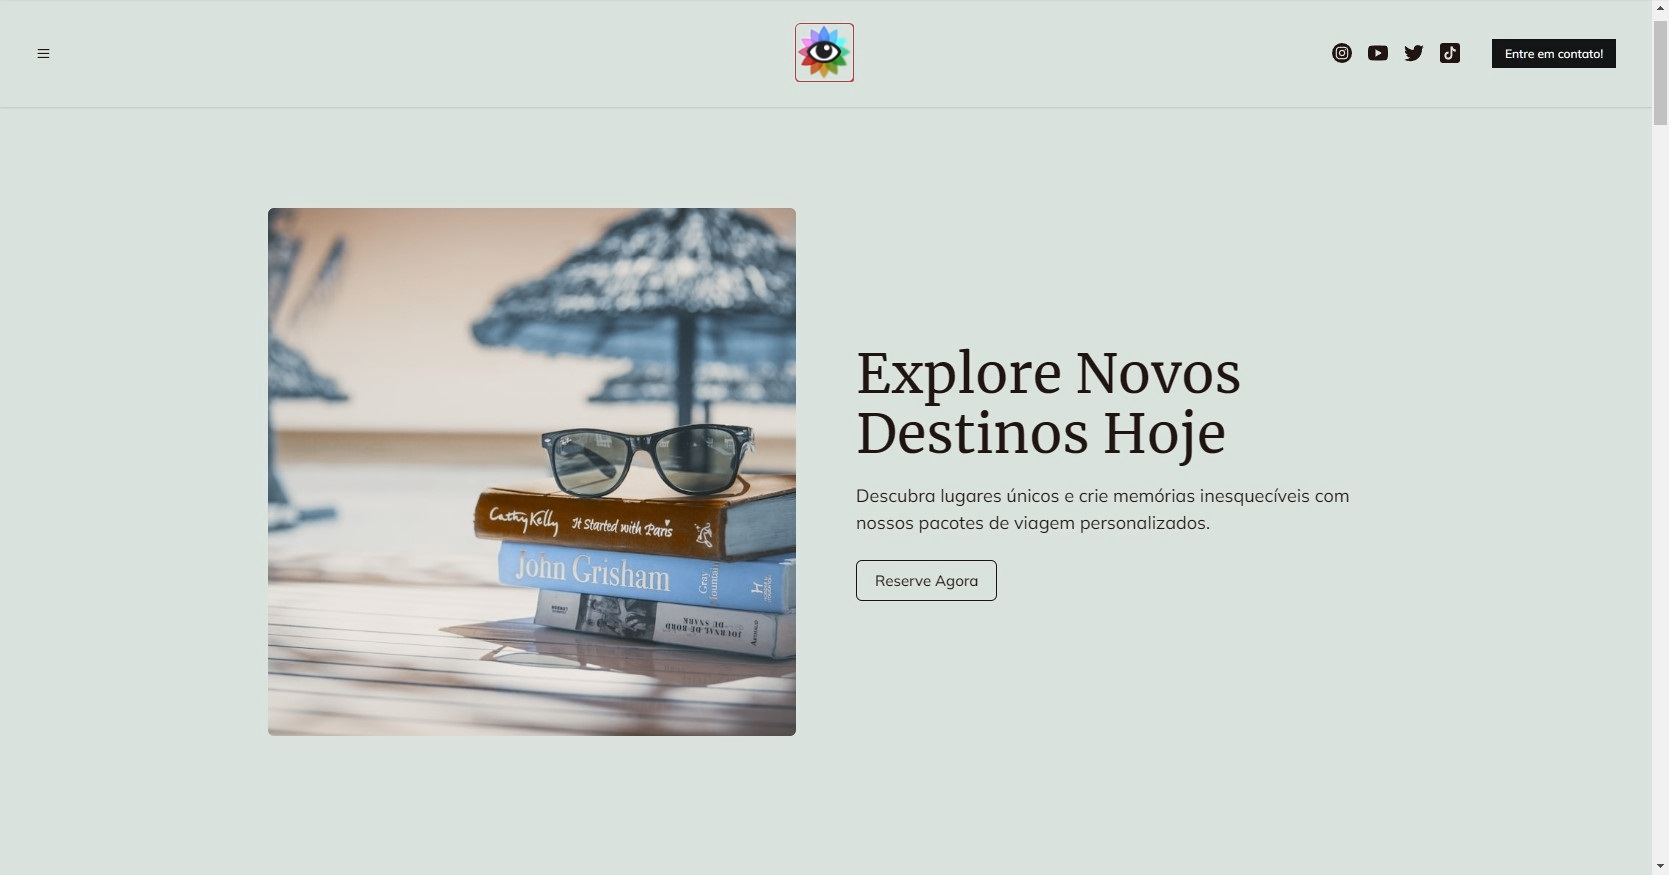 Entre em contato!
Explore Novos
Destinos Hoje
Descubra lugares únicos e crie memórias inesquecíveis com
nossos pacotes de viagem personalizados.
Reserve Agora
Cathy Kelly It Started with Paris
John Grisham Gray Mountain
JOURNAL DE BORD
DE SNARK